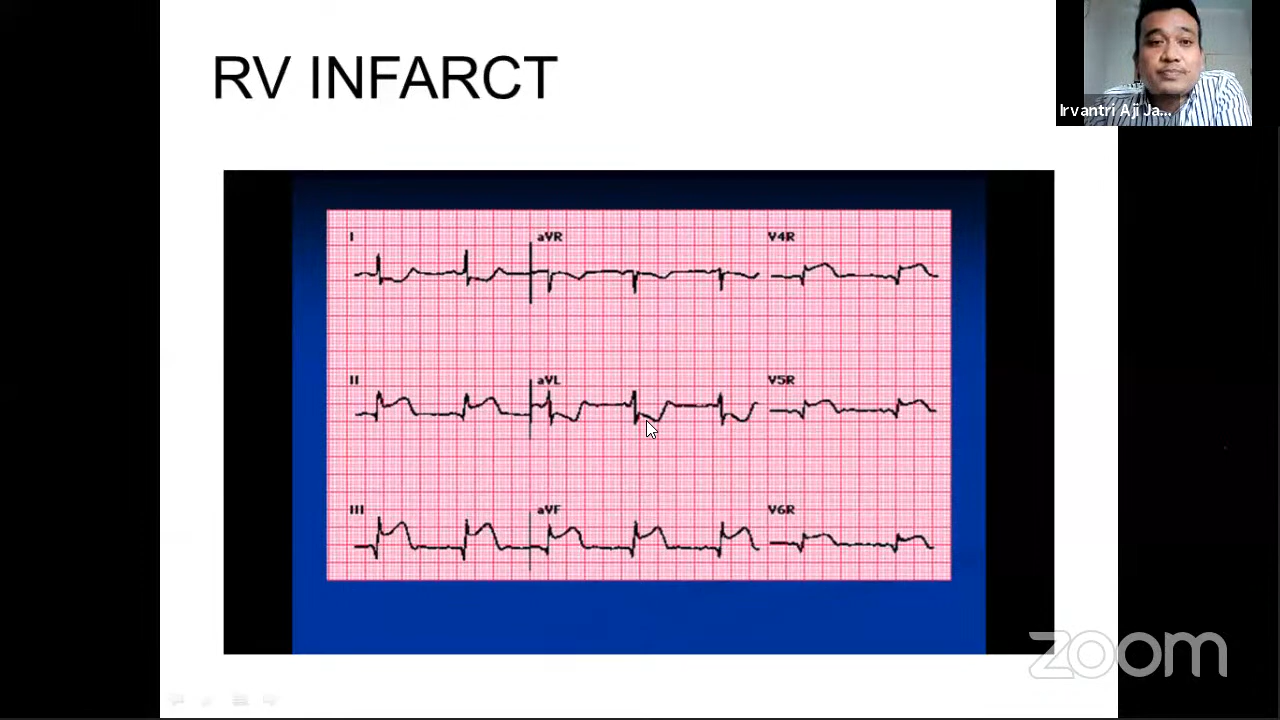 RV INFARCT
Irvantri Aji Ja...
I
aVR
V4R
II
aVL
V5R
III
aVF
V6R
zoom